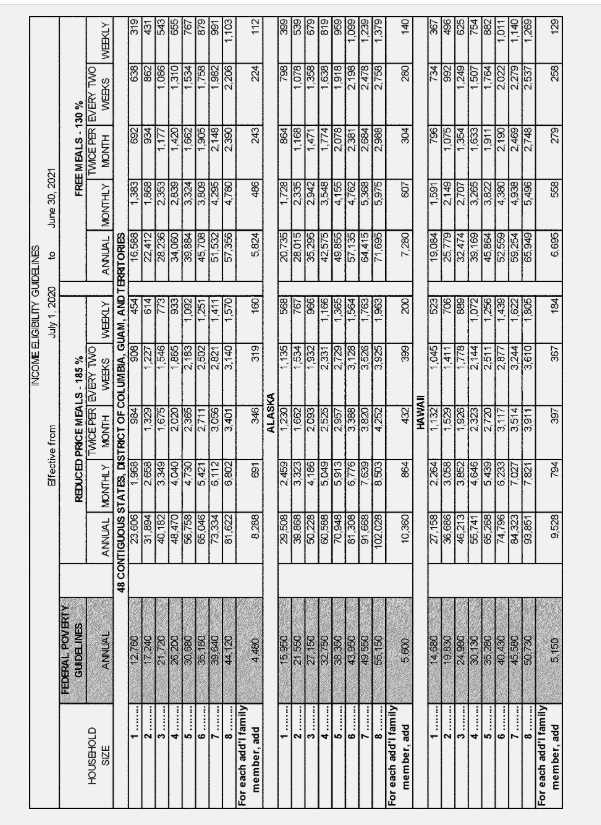 INCOME ELIGIBILITY GUIDELINES
Effective from July 1, 2020 to June 30, 2021
HOUSEHOLD SIZE FEDERAL POVERTY GUIDELINES REDUCED PRICE MEALS - 185 % FREE MEALS - 130 %
ANNUAL ANNUAL MONTHLY TWICE PER MONTH EVERY TWO WEEKS WEEKLY ANNUAL MONTHLY TWICE PER MONTH EVERY TWO WEEKS WEEKLY
48 CONTIGUOUS STATES, DISTRICT OF COLUMBIA, GUAM, AND TERRITORIES
1 ........ 12,760 23,606 1,968 984 908 454 16,588 1,383 692 638 319
2 ........ 17,240 31,894 2,658 1,329 1,227 614 22,412 1,868 934 862 431
3 ........ 21,720 40,182 3,349 1,675 1,546 773 28,236 2,353 1,177 1,086 543
4 ........ 26,200 48,470 4,040 2,020 1,865 933 34,060 2,839 1,420 1,310 655
5 ........ 30,680 56,758 4,730 2,365 2,183 1,092 39,884 3,324 1,662 1,534 767
6 ........ 35,160 65,046 5,421 2,711 2,502 1,251 45,708 3,809 1,905 1,758 879
7 ........ 39,640 73,334 6,112 3,056 2,821 1,411 51,532 4,295 2,148 1,982 991
8 ........ 44,120 81,622 6,802 3,401 3,140 1,570 57,356 4,780 2,390 2,206 1,103
For each add'l family member, add 4,480 8,288 691 346 319 160 5,824 486 243 224 112
ALASKA
1 ........ 15,950 29,508 2,459 1,230 1,135 568 20,735 1,728 864 798 399
2 ........ 21,550 39,868 3,323 1,662 1,534 767 28,015 2,335 1,168 1,078 539
3 ........ 27,150 50,228 4,186 2,093 1,932 966 35,295 2,942 1,471 1,358 679
4 ........ 32,750 60,588 5,049 2,525 2,331 1,166 42,575 3,548 1,774 1,638 819
5 ........ 38,350 70,948 5,913 2,957 2,729 1,365 49,855 4,155 2,078 1,918 959
6 ........ 43,950 81,308 6,776 3,388 3,128 1,564 57,135 4,762 2,381 2,198 1,099
7 ........ 49,550 91,668 7,639 3,820 3,526 1,763 64,415 5,368 2,684 2,478 1,239
8 ........ 55,150 102,028 8,503 4,252 3,925 1,963 71,695 5,975 2,988 2,758 1,379
For each add'l family member, add 5,600 10,360 864 432 399 200 7,280 607 304 280 140
HAWAII
1 ........ 14,680 27,158 2,264 1,132 1,045 523 19,084 1,591 796 734 367
2 ........ 19,830 36,686 3,058 1,529 1,411 706 25,779 2,149 1,075 992 496
3 ........ 24,980 46,213 3,852 1,926 1,778 889 32,474 2,707 1,354 1,249 625
4 ........ 30,130 55,741 4,646 2,323 2,144 1,072 39,169 3,265 1,633 1,507 754
5 ........ 35,280 65,268 5,439 2,720 2,511 1,256 45,864 3,822 1,911 1,764 882
6 ........ 40,430 74,796 6,233 3,117 2,877 1,439 52,559 4,380 2,190 2,022 1,011
7 ........ 45,580 84,323 7,027 3,514 3,244 1,622 59,254 4,938 2,469 2,279 1,140
8 ........ 50,730 93,851 7,821 3,911 3,610 1,805 65,949 5,496 2,748 2,537 1,269
For each add'l family member, add 5,150 9,528 794 397 367 184 6,695 558 279 258 129